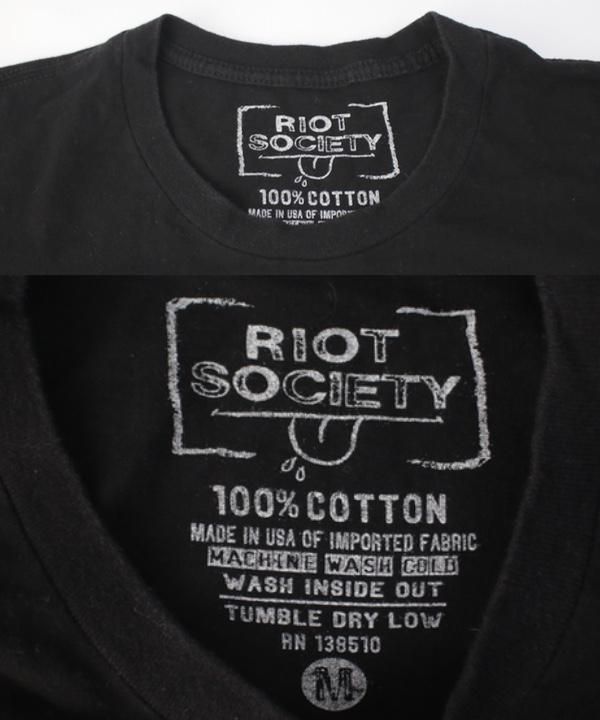 RIOT
SOCIETY
100% COTTON
MADE IN USA OF
RIOT
SOCIETY
100% COTTON
MADE IN USA OF IMPORTED FABRIC
MACHINE WASH COLD
WASH INSIDE OUT
TUMBLE DRY LOW
RN 138510
M